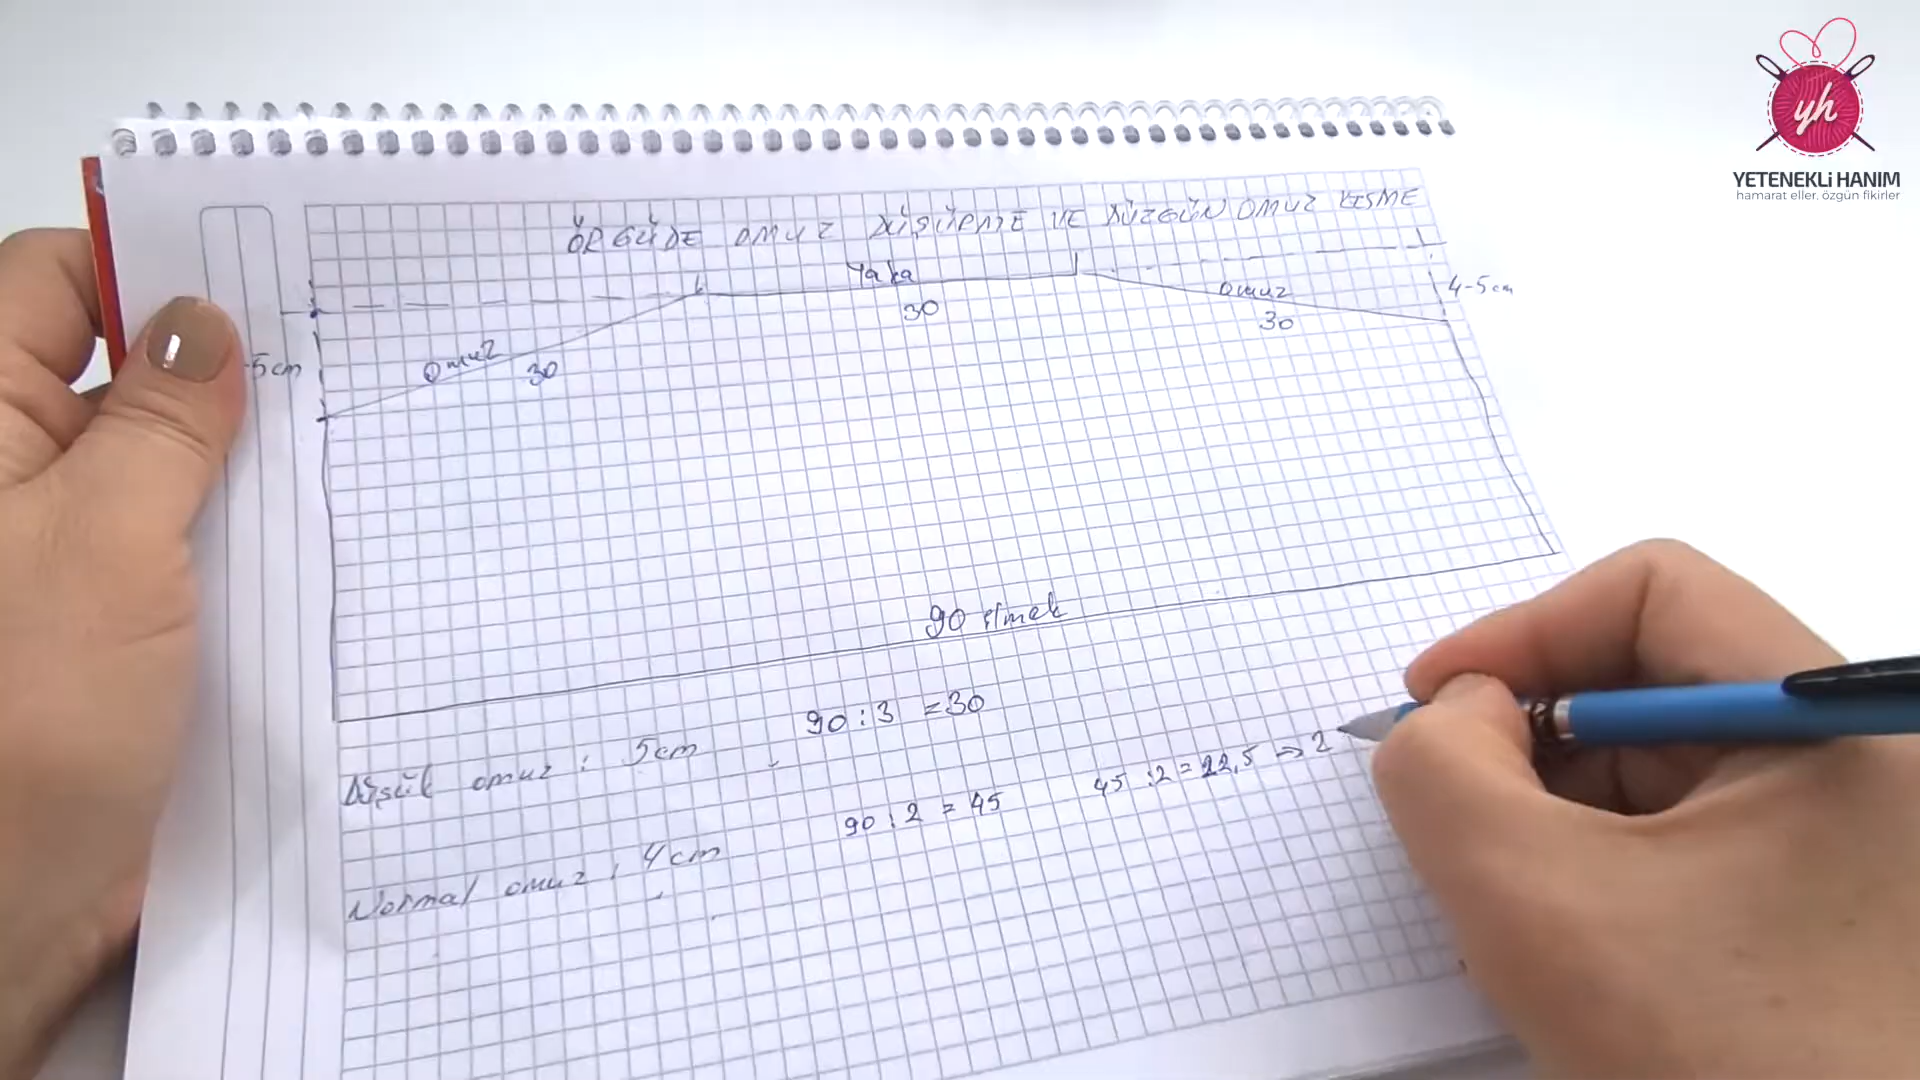 yh
YETENEKLİ HANIM
hamarat eller, özgün fikirler
ÖRGÜDE OMUZ DÜŞÜRME VE DÜZGÜN OMUZ KESME
Yaka
30
Omuz
30
4-5cm
5cm
Omuz
30
90 ilmek
90 : 3 = 30
Düşük omuz : 5cm
90 : 2 = 45
45 : 2 = 22,5 ⇒ 2
Normal omuz : 4cm